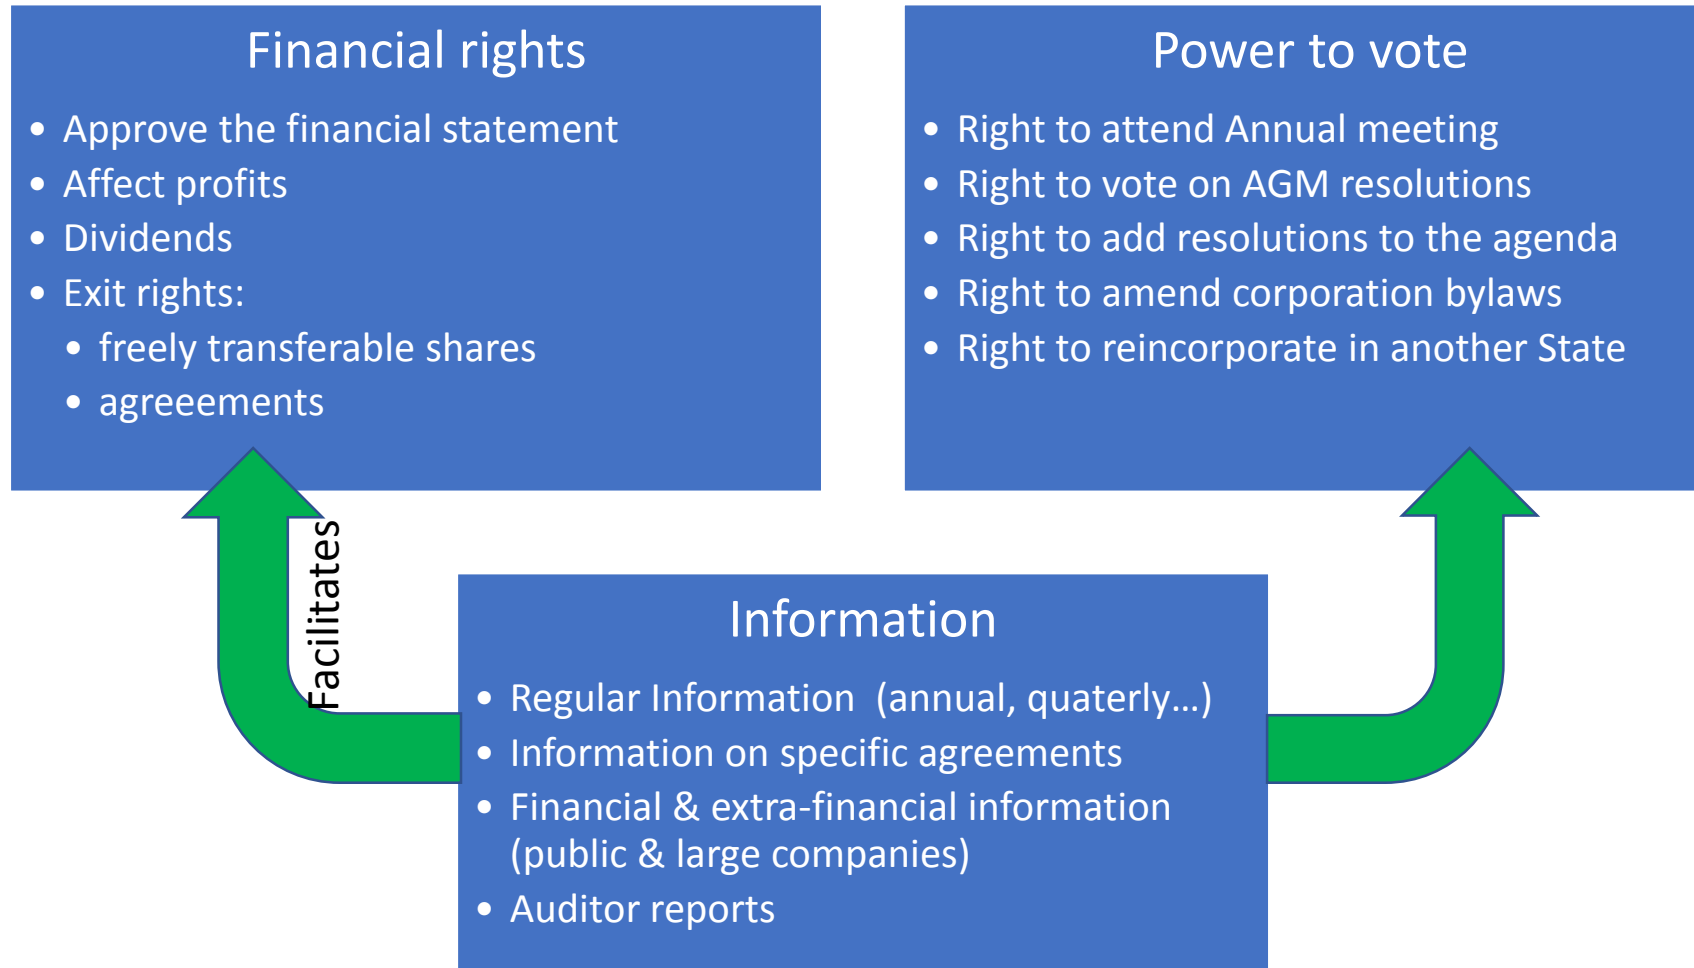 Financial rights
• Approve the financial statement
• Affect profits
• Dividends
• Exit rights:
• freely transferable shares
• agreeements
Power to vote
• Right to attend Annual meeting
• Right to vote on AGM resolutions
• Right to add resolutions to the agenda
• Right to amend corporation bylaws
• Right to reincorporate in another State
Facilitates
Information
• Regular Information (annual, quaterly...)
• Information on specific agreements
• Financial & extra-financial information
(public & large companies)
• Auditor reports